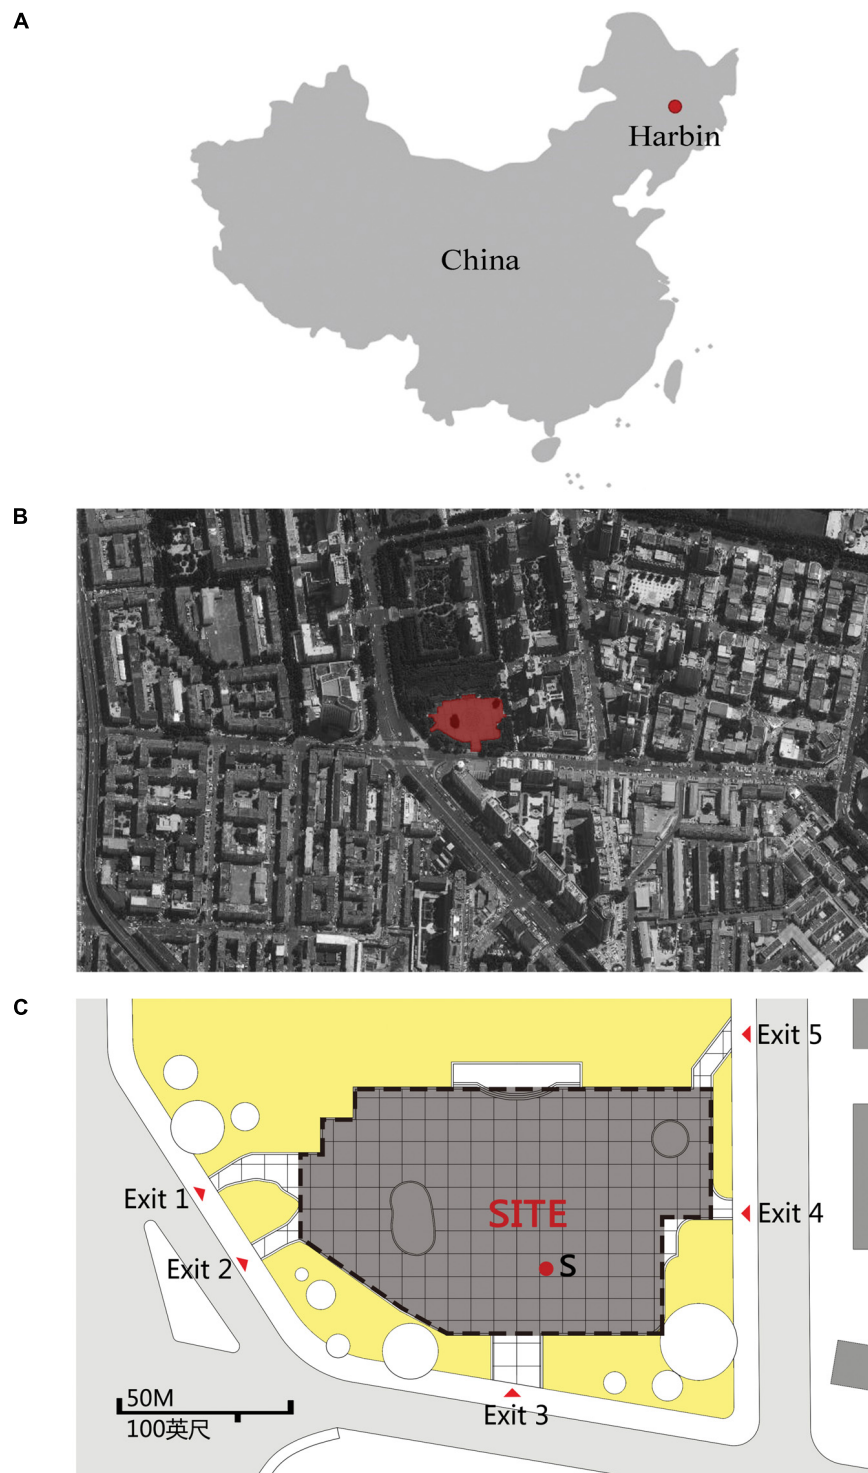 A
Harbin
China
B
C
Exit 5
Exit 1
SITE
Exit 4
Exit 2
S
50M
100英尺
Exit 3